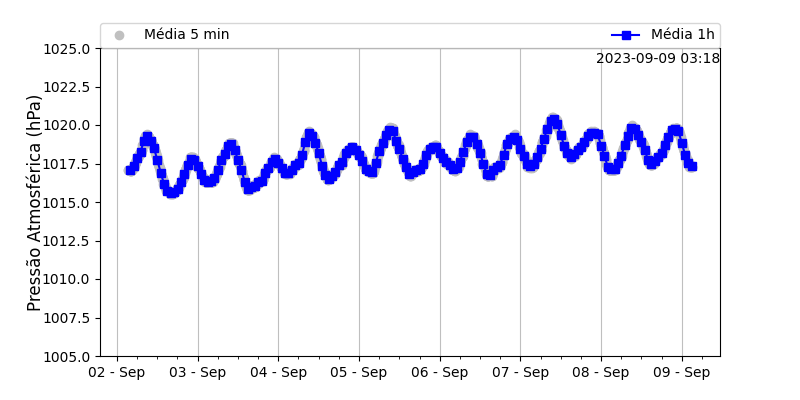 Média 5 min
Média 1h
2023-09-09 03:18
Pressão Atmosférica (hPa)
1025.0
1022.5
1020.0
1017.5
1015.0
1012.5
1010.0
1007.5
1005.0
02 - Sep
03 - Sep
04 - Sep
05 - Sep
06 - Sep
07 - Sep
08 - Sep
09 - Sep